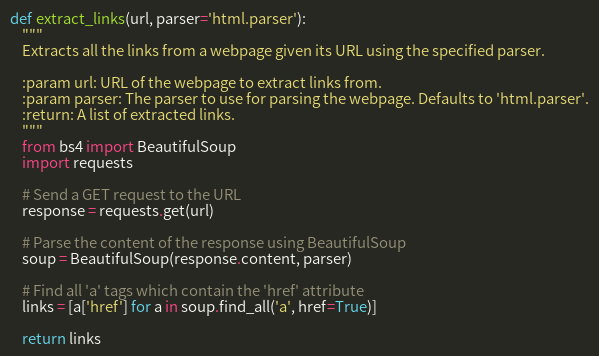 def extract_links(url, parser='html.parser'):
    """
    Extracts all the links from a webpage given its URL using the specified parser.

    :param url: URL of the webpage to extract links from.
    :param parser: The parser to use for parsing the webpage. Defaults to 'html.parser'.
    :return: A list of extracted links.
    """
    from bs4 import BeautifulSoup
    import requests

    # Send a GET request to the URL
    response = requests.get(url)

    # Parse the content of the response using BeautifulSoup
    soup = BeautifulSoup(response.content, parser)

    # Find all 'a' tags which contain the 'href' attribute
    links = [a['href'] for a in soup.find_all('a', href=True)]

    return links